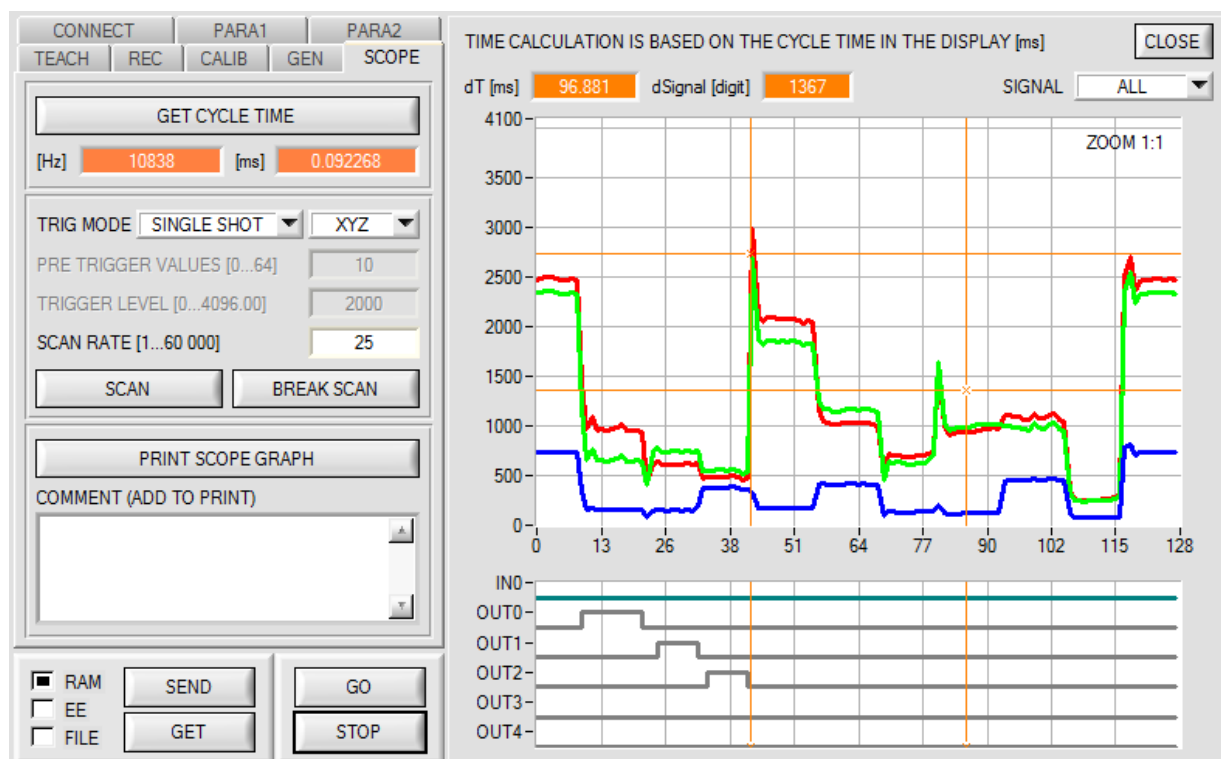 CONNECT PARA1 PARA2
TEACH REC CALIB GEN SCOPE
GET CYCLE TIME
[Hz] 10838 [ms] 0.092268
TRIG MODE SINGLE SHOT XYZ
PRE TRIGGER VALUES [0...64] 10
TRIGGER LEVEL [0...4096.00] 2000
SCAN RATE [1...60 000] 25
SCAN BREAK SCAN
PRINT SCOPE GRAPH
COMMENT (ADD TO PRINT)
RAM
EE
FILE
SEND
GET
GO
STOP
TIME CALCULATION IS BASED ON THE CYCLE TIME IN THE DISPLAY [ms] CLOSE
dT [ms] 96.881 dSignal [digit] 1367 SIGNAL ALL
ZOOM 1:1
4100
3500
3000
2500
2000
1500
1000
500
0
0 13 26 38 51 64 77 90 102 115 128
IN0
OUT0
OUT1
OUT2
OUT3
OUT4